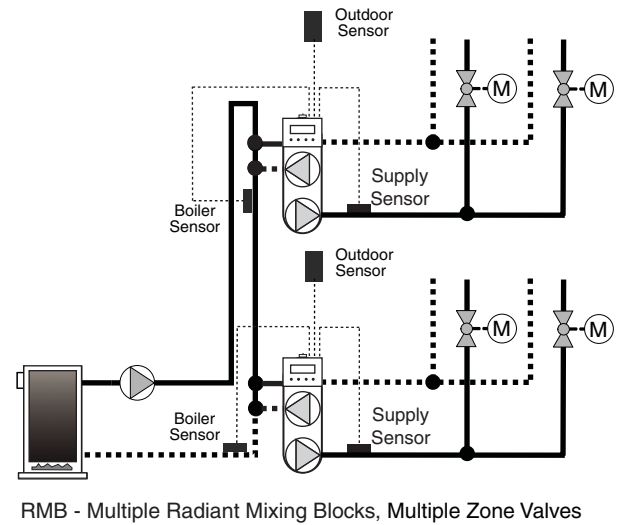 Outdoor
Sensor
M
M
Supply
Sensor
Boiler
Sensor
Outdoor
Sensor
M
M
Boiler
Sensor
Supply
Sensor
RMB - Multiple Radiant Mixing Blocks, Multiple Zone Valves